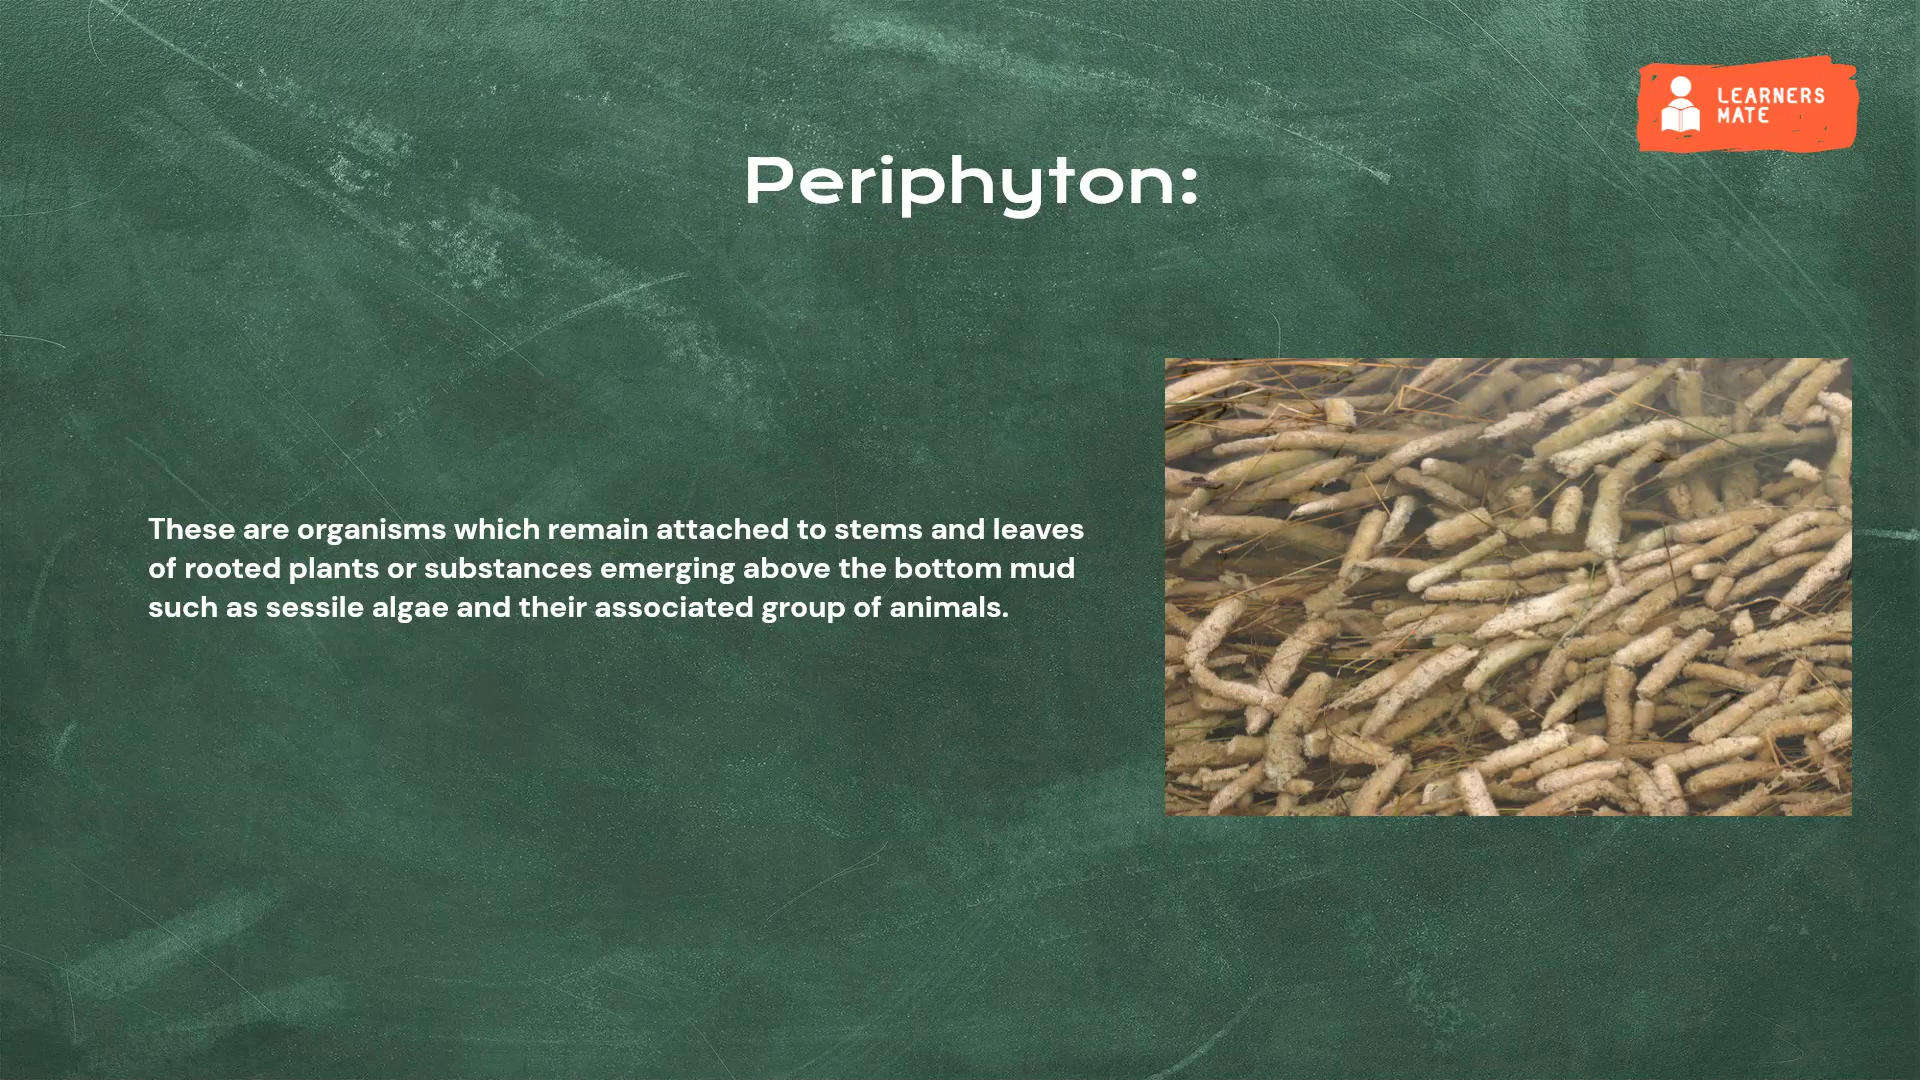 LEARNERS
MATE
Periphyton:
These are organisms which remain attached to stems and leaves
of rooted plants or substances emerging above the bottom mud
such as sessile algae and their associated group of animals.